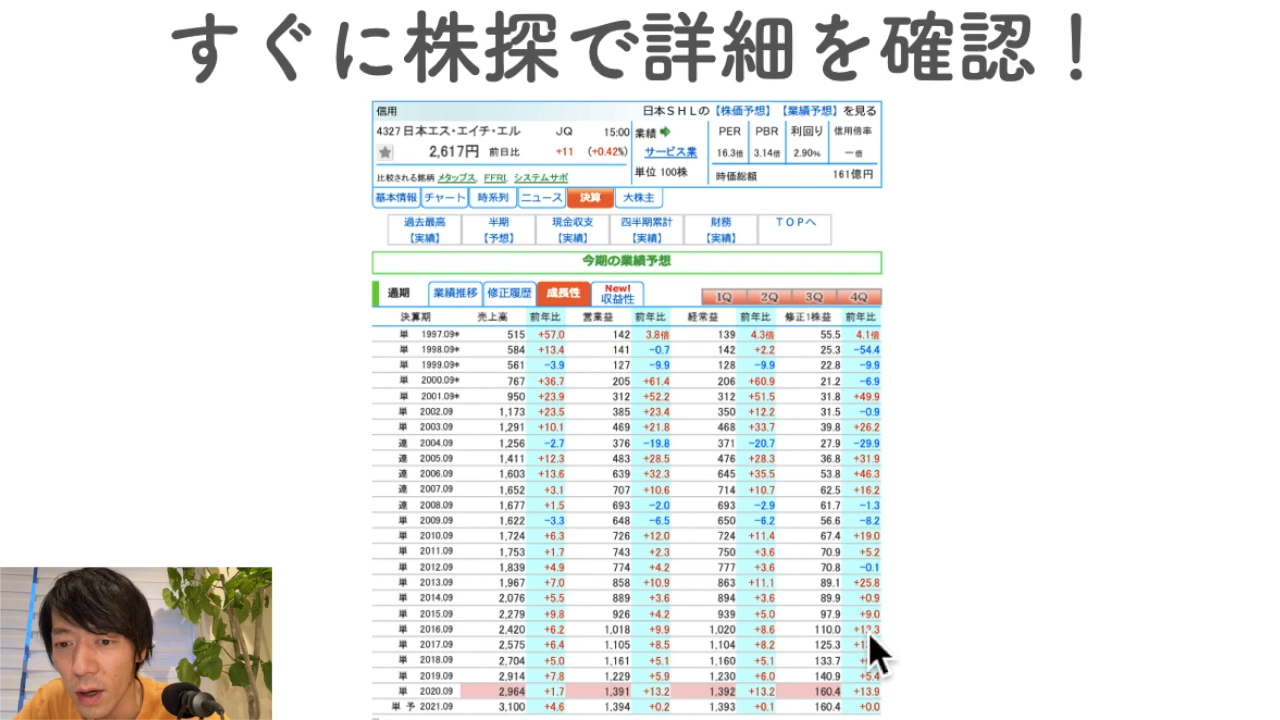 すぐに株探で詳細を確認！
信用 日本ＳＨＬの【株価予想】【業績予想】を見る
4327 日本エス・エイチ・エル JQ 15:00 業績 PER PBR 利回り 信用倍率
2,617円 前日比 +11 (+0.42%) サービス業 16.3倍 3.14倍 2.90% －倍
比較される銘柄 メタップス, FFRI, システムサポ 単位 100株 時価総額 161億円
基本情報 チャート 時系列 ニュース 決算 大株主
過去最高 半期 現金収支 四半期累計 財務 ＴＯＰへ
【実績】 【予想】 【実績】 【実績】 【実績】
今期の業績予想
通期 業績推移 修正履歴 成長性 New! 収益性 1Q 2Q 3Q 4Q
決算期 売上高 前年比 営業益 前年比 経常益 前年比 修正1株益 前年比
単 1997.09* 515 +57.0 142 3.8倍 139 4.3倍 55.5 4.1倍
単 1998.09* 584 +13.4 141 -0.7 142 +2.2 25.3 -54.4
単 1999.09* 561 -3.9 127 -9.9 128 -9.9 22.8 -9.9
単 2000.09* 767 +36.7 205 +61.4 206 +60.9 21.2 -6.9
単 2001.09* 950 +23.9 312 +52.2 312 +51.5 31.8 +49.9
単 2002.09 1,173 +23.5 385 +23.4 350 +12.2 31.5 -0.9
単 2003.09 1,291 +10.1 469 +21.8 468 +33.7 39.8 +26.2
連 2004.09 1,256 -2.7 376 -19.8 371 -20.7 27.9 -29.9
連 2005.09 1,411 +12.3 483 +28.5 476 +28.3 36.8 +31.9
連 2006.09 1,603 +13.6 639 +32.3 645 +35.5 53.8 +46.3
連 2007.09 1,652 +3.1 707 +10.6 714 +10.7 62.5 +16.2
連 2008.09 1,677 +1.5 693 -2.0 693 -2.9 61.7 -1.3
単 2009.09 1,622 -3.3 648 -6.5 650 -6.2 56.6 -8.2
単 2010.09 1,724 +6.3 726 +12.0 724 +11.4 67.4 +19.0
単 2011.09 1,753 +1.7 743 +2.3 750 +3.6 70.9 +5.2
単 2012.09 1,839 +4.9 774 +4.2 777 +3.6 70.8 -0.1
単 2013.09 1,967 +7.0 858 +10.9 863 +11.1 89.1 +25.8
単 2014.09 2,076 +5.5 889 +3.6 894 +3.6 89.9 +0.9
単 2015.09 2,279 +9.8 926 +4.2 939 +5.0 97.9 +9.0
単 2016.09 2,420 +6.2 1,018 +9.9 1,020 +8.6 110.0
単 2017.09 2,575 +6.4 1,105 +8.5 1,104 +8.2 125.3
単 2018.09 2,704 +5.0 1,161 +5.1 1,160 +5.1 133.7
単 2019.09 2,914 +7.8 1,229 +5.9 1,230 +6.0 140.9 +5.4
単 2020.09 2,964 +1.7 1,391 +13.2 1,392 +13.2 160.4 +13.9
単 予 2021.09 3,100 +4.6 1,394 +0.2 1,393 +0.1 160.4 +0.0